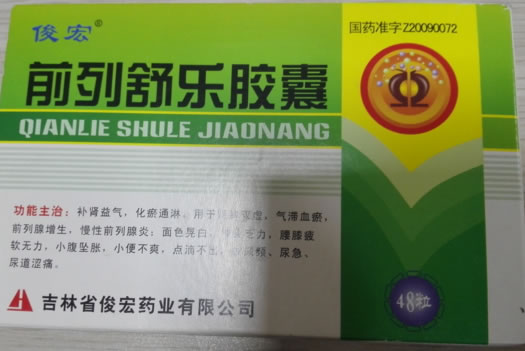 俊宏®
国药准字Z20090072
前列舒乐胶囊
QIANLIE SHULE JIAONANG
功能主治：补肾益气，化瘀通淋，用于 虚，气滞血瘀，
前列腺增生，慢性前列腺炎；面色晃白， 力，腰膝疲
软无力，小腹坠胀，小便不爽，点滴不 频、尿急、
尿道涩痛。
48粒
吉林省俊宏药业有限公司